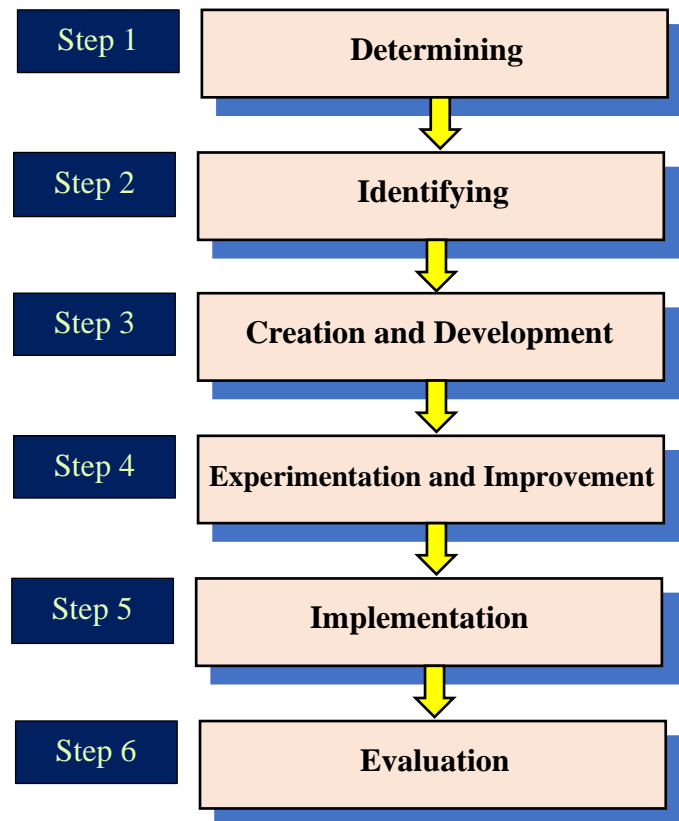 Step 1
Determining
Step 2
Identifying
Step 3
Creation and Development
Step 4
Experimentation and Improvement
Step 5
Implementation
Step 6
Evaluation